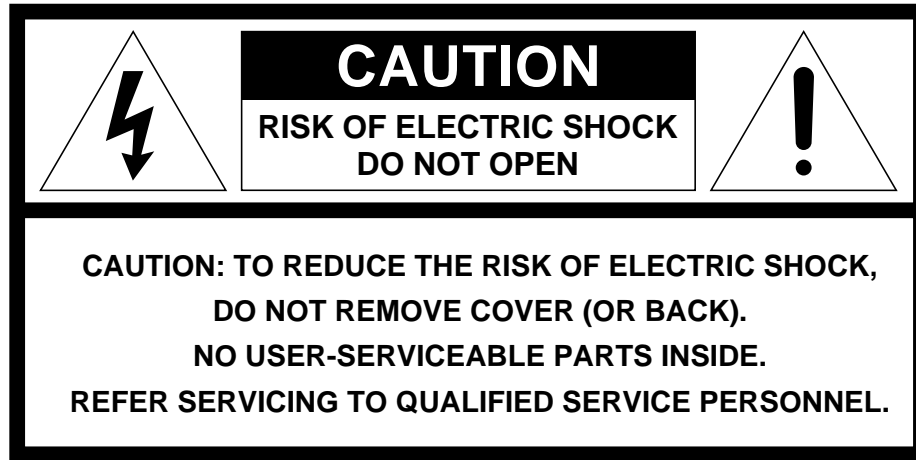 CAUTION
RISK OF ELECTRIC SHOCK
DO NOT OPEN
CAUTION: TO REDUCE THE RISK OF ELECTRIC SHOCK,
DO NOT REMOVE COVER (OR BACK).
NO USER-SERVICEABLE PARTS INSIDE.
REFER SERVICING TO QUALIFIED SERVICE PERSONNEL.